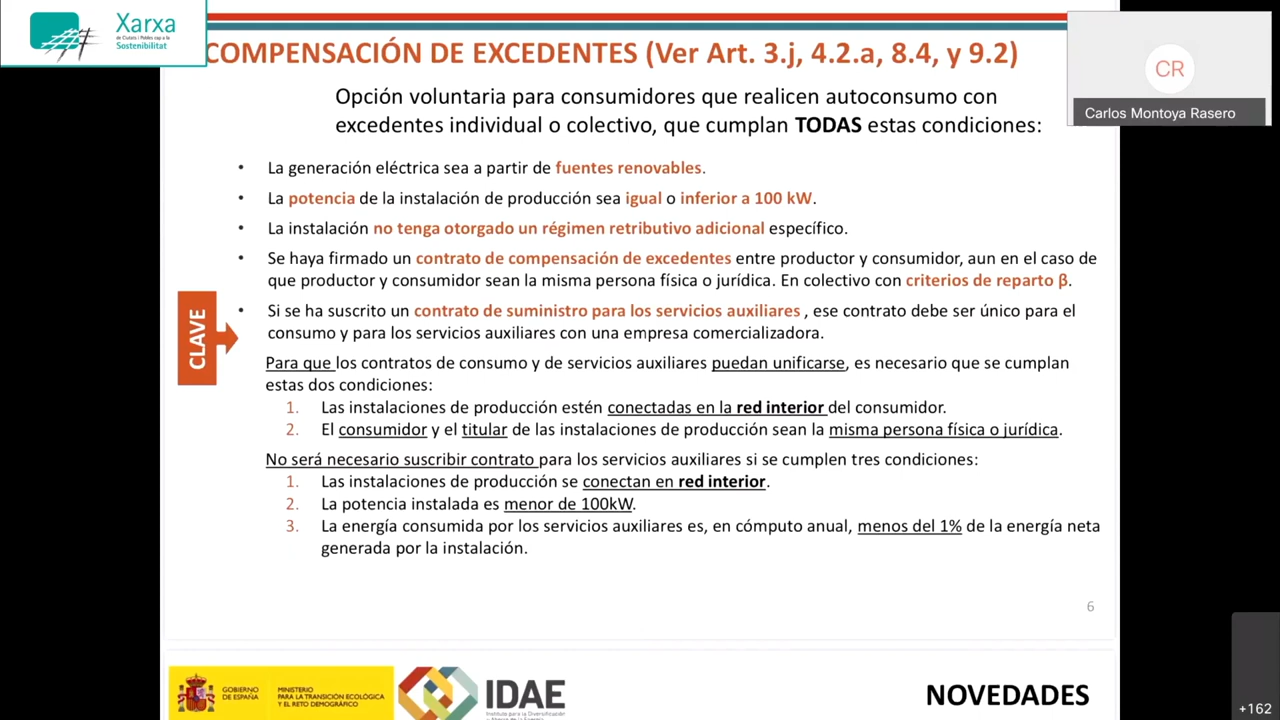 Xarxa
de Ciutats i Pobles cap a la
Sostenibilitat
COMPENSACIÓN DE EXCEDENTES (Ver Art. 3.j, 4.2.a, 8.4, y 9.2)
CR
Carlos Montoya Rasero
Opción voluntaria para consumidores que realicen autoconsumo con
excedentes individual o colectivo, que cumplan TODAS estas condiciones:
• La generación eléctrica sea a partir de fuentes renovables.
• La potencia de la instalación de producción sea igual o inferior a 100 kW.
• La instalación no tenga otorgado un régimen retributivo adicional específico.
• Se haya firmado un contrato de compensación de excedentes entre productor y consumidor, aun en el caso de
que productor y consumidor sean la misma persona física o jurídica. En colectivo con criterios de reparto β.
CLAVE
• Si se ha suscrito un contrato de suministro para los servicios auxiliares , ese contrato debe ser único para el
consumo y para los servicios auxiliares con una empresa comercializadora.
Para que los contratos de consumo y de servicios auxiliares puedan unificarse, es necesario que se cumplan
estas dos condiciones:
1. Las instalaciones de producción estén conectadas en la red interior del consumidor.
2. El consumidor y el titular de las instalaciones de producción sean la misma persona física o jurídica.
No será necesario suscribir contrato para los servicios auxiliares si se cumplen tres condiciones:
1. Las instalaciones de producción se conectan en red interior.
2. La potencia instalada es menor de 100kW.
3. La energía consumida por los servicios auxiliares es, en cómputo anual, menos del 1% de la energía neta
generada por la instalación.
6
GOBIERNO
DE ESPAÑA
MINISTERIO
PARA LA TRANSICIÓN ECOLÓGICA
Y EL RETO DEMOGRÁFICO
IDAE
Instituto para la Diversificación
NOVEDADES
+162